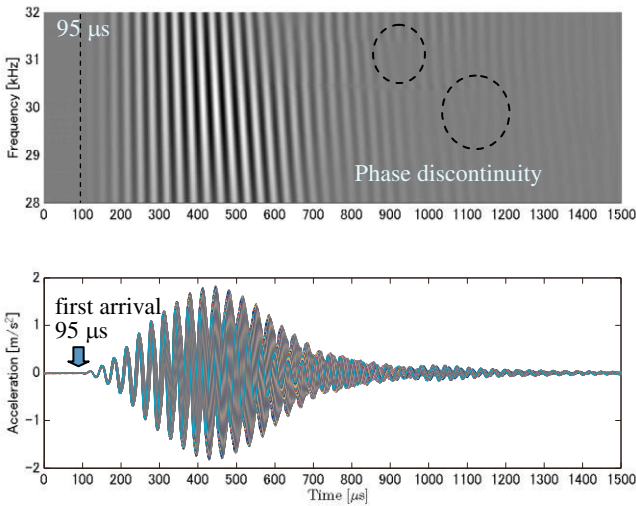 32
31
30
29
28
Frequency [kHz]
95 μs
Phase discontinuity
0 100 200 300 400 500 600 700 800 900 1000 1100 1200 1300 1400 1500
2
1
0
-1
-2
Acceleration [m/s²]
first arrival
95 μs
0 100 200 300 400 500 600 700 800 900 1000 1100 1200 1300 1400 1500
Time [μs]